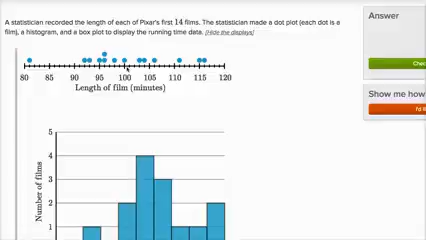 A statistician recorded the length of each of Pixar's first 14 films. The statistician made a dot plot (each dot is a
film), a histogram, and a box plot to display the running time data. [Hide the displays]
Answer
Show me how
80 85 90 95 100 105 110 115 120
Length of film (minutes)
5
4
3
2
1
Number of films